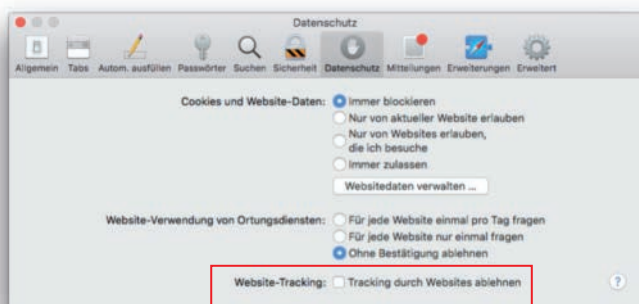 Datenschutz
Allgemein Tabs Autom. ausfüllen Passwörter Suchen Sicherheit Datenschutz Mitteilungen Erweiterungen Erweitert
Cookies und Website-Daten: Immer blockieren
Nur von aktueller Website erlauben
Nur von Websites erlauben,
die ich besuche
Immer zulassen
Websitedaten verwalten ...
Website-Verwendung von Ortungsdiensten: Für jede Website einmal pro Tag fragen
Für jede Website nur einmal fragen
Ohne Bestätigung ablehnen
Website-Tracking: Tracking durch Websites ablehnen ?